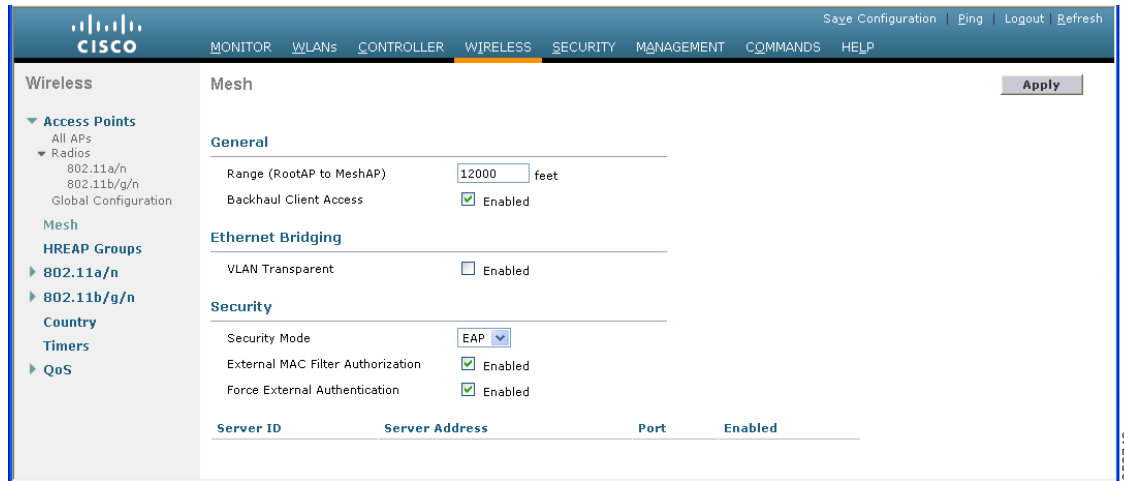 Save Configuration | Ping | Logout | Refresh
CISCO
MONITOR WLANs CONTROLLER WIRELESS SECURITY MANAGEMENT COMMANDS HELP
Wireless
Access Points
All APs
Radios
802.11a/n
802.11b/g/n
Global Configuration
Mesh
HREAP Groups
802.11a/n
802.11b/g/n
Country
Timers
QoS
Mesh
Apply
General
Range (RootAP to MeshAP) 12000 feet
Backhaul Client Access Enabled
Ethernet Bridging
VLAN Transparent Enabled
Security
Security Mode EAP
External MAC Filter Authorization Enabled
Force External Authentication Enabled
Server ID Server Address Port Enabled